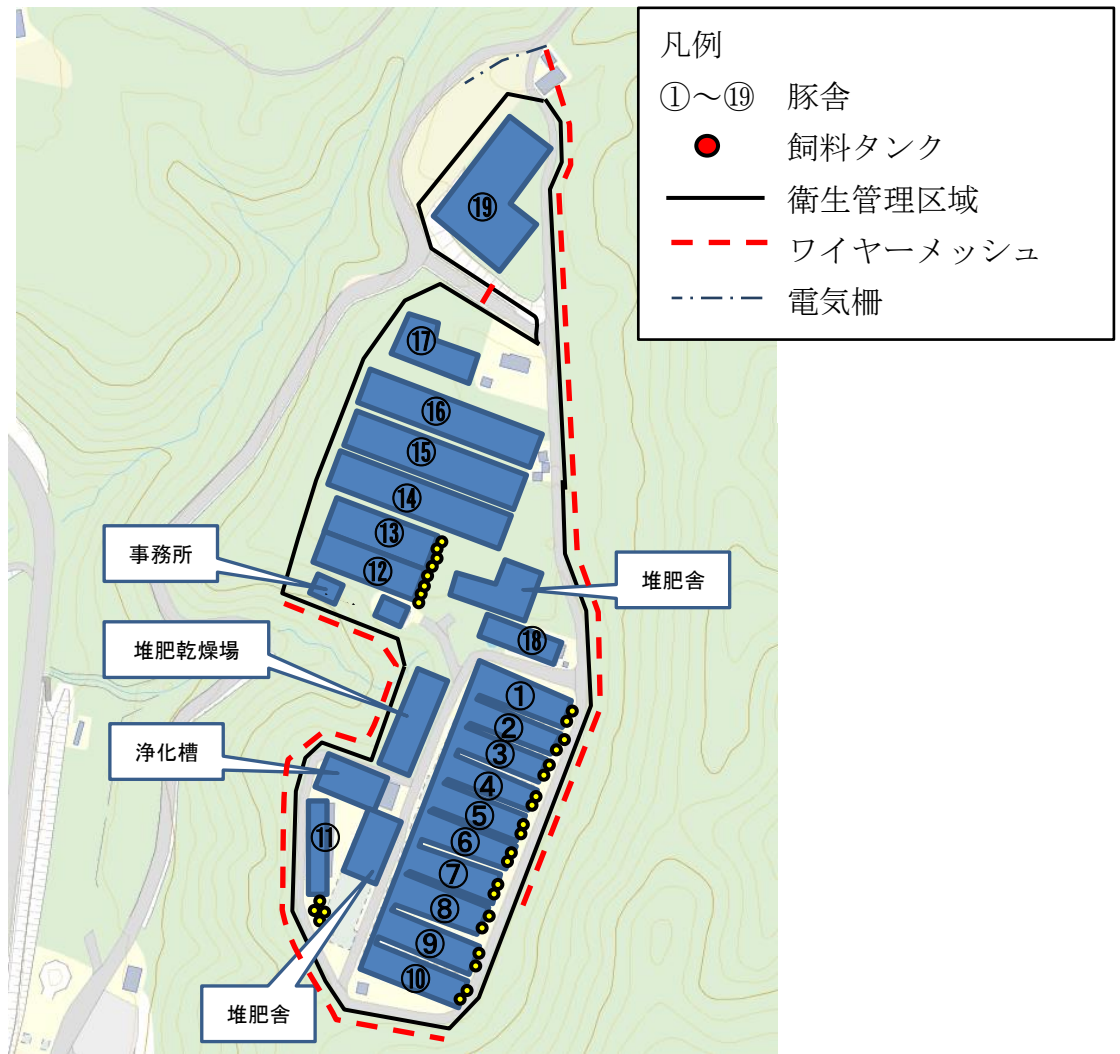 凡例
①～⑲ 豚舎
飼料タンク
衛生管理区域
ワイヤーメッシュ
電気柵
⑲
⑰
⑯
⑮
⑭
⑬
⑫
事務所
堆肥舎
⑱
堆肥乾燥場
①
②
③
浄化槽
④
⑤
⑪
⑥
⑦
⑧
⑨
⑩
堆肥舎